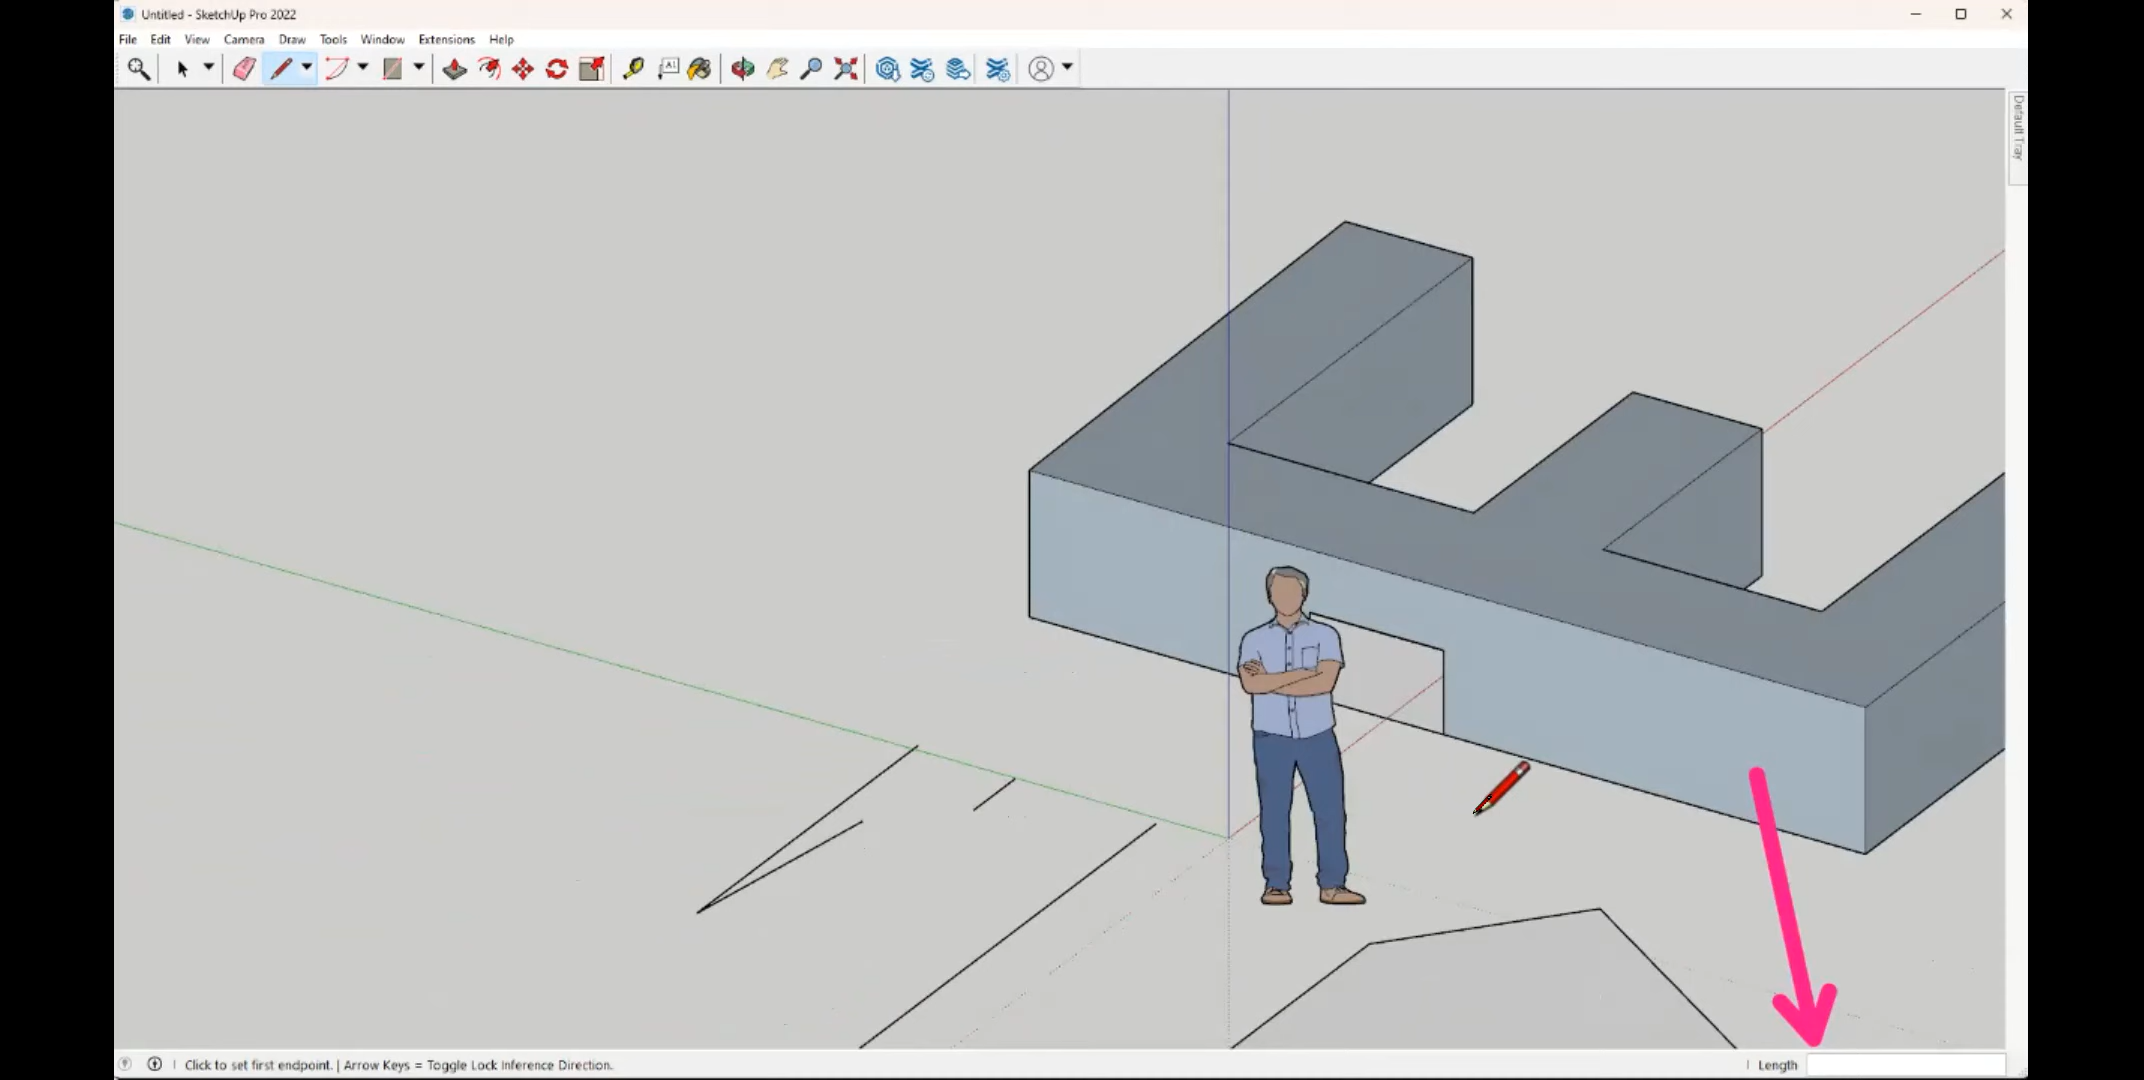 Untitled - SketchUp Pro 2022
File Edit View Camera Draw Tools Window Extensions Help
A1
Default Tray
Click to set first endpoint. | Arrow Keys = Toggle Lock Inference Direction.
Length